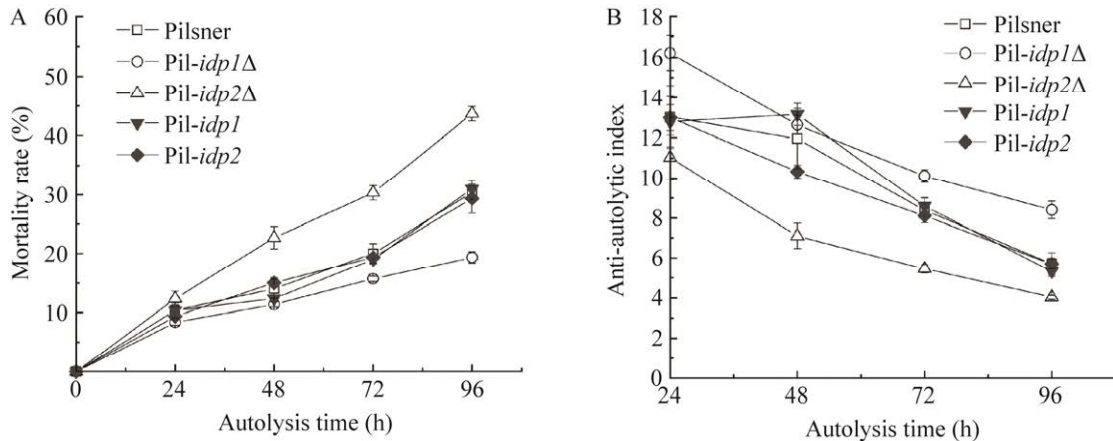 A
60
50
40
30
20
10
0
24
48
72
96
Mortality rate (%)
Autolysis time (h)
Pilsner
Pil-idp1Δ
Pil-idp2Δ
Pil-idp1
Pil-idp2
B
18
16
14
12
10
8
6
4
2
0
24
48
72
96
Anti-autolytic index
Autolysis time (h)
Pilsner
Pil-idp1Δ
Pil-idp2Δ
Pil-idp1
Pil-idp2